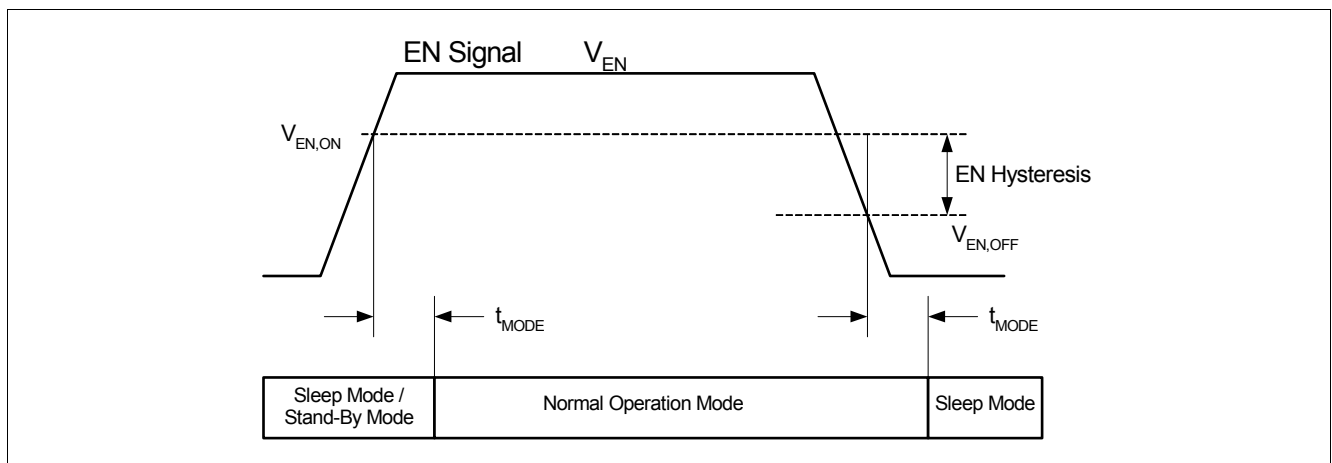 EN Signal V_EN
V_EN,ON
EN Hysteresis
V_EN,OFF
t_MODE
t_MODE
Sleep Mode /
Stand-By Mode
Normal Operation Mode
Sleep Mode